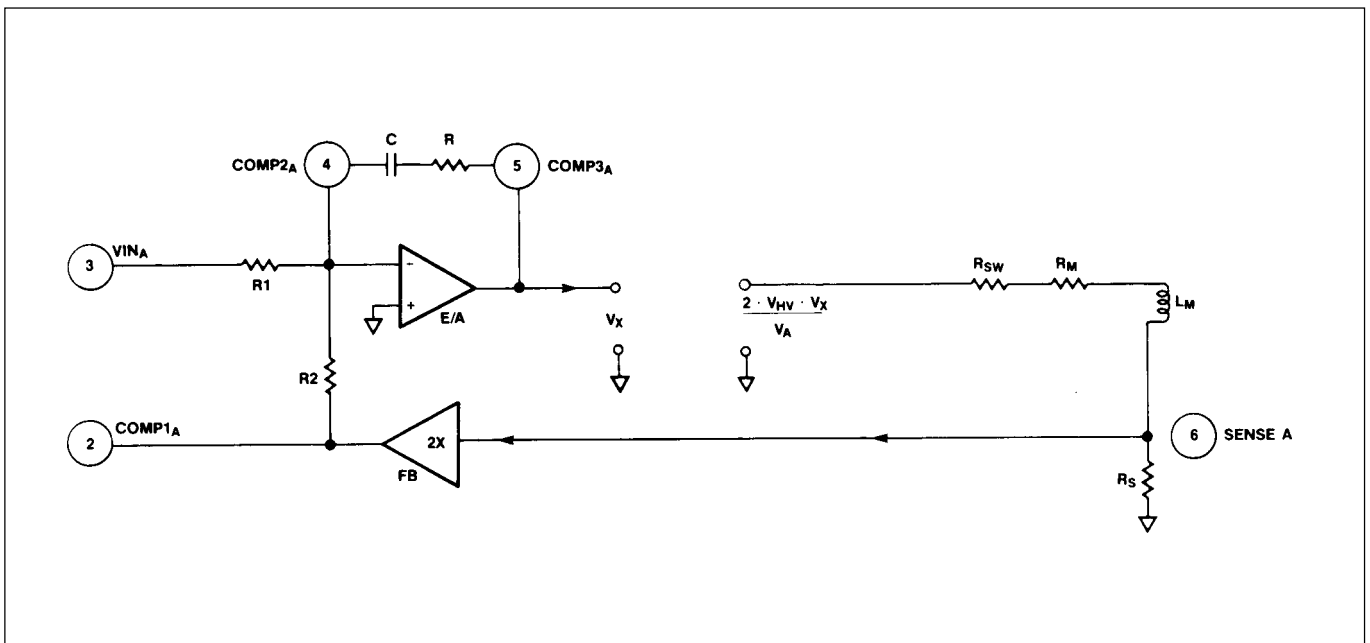 C R
COMP2A 4 5 COMP3A
3 VINA
R1
-
+
E/A
VX
2 · VHV · VX
VA
RSW RM
LM
R2
2 COMP1A
2X
FB
6 SENSE A
RS